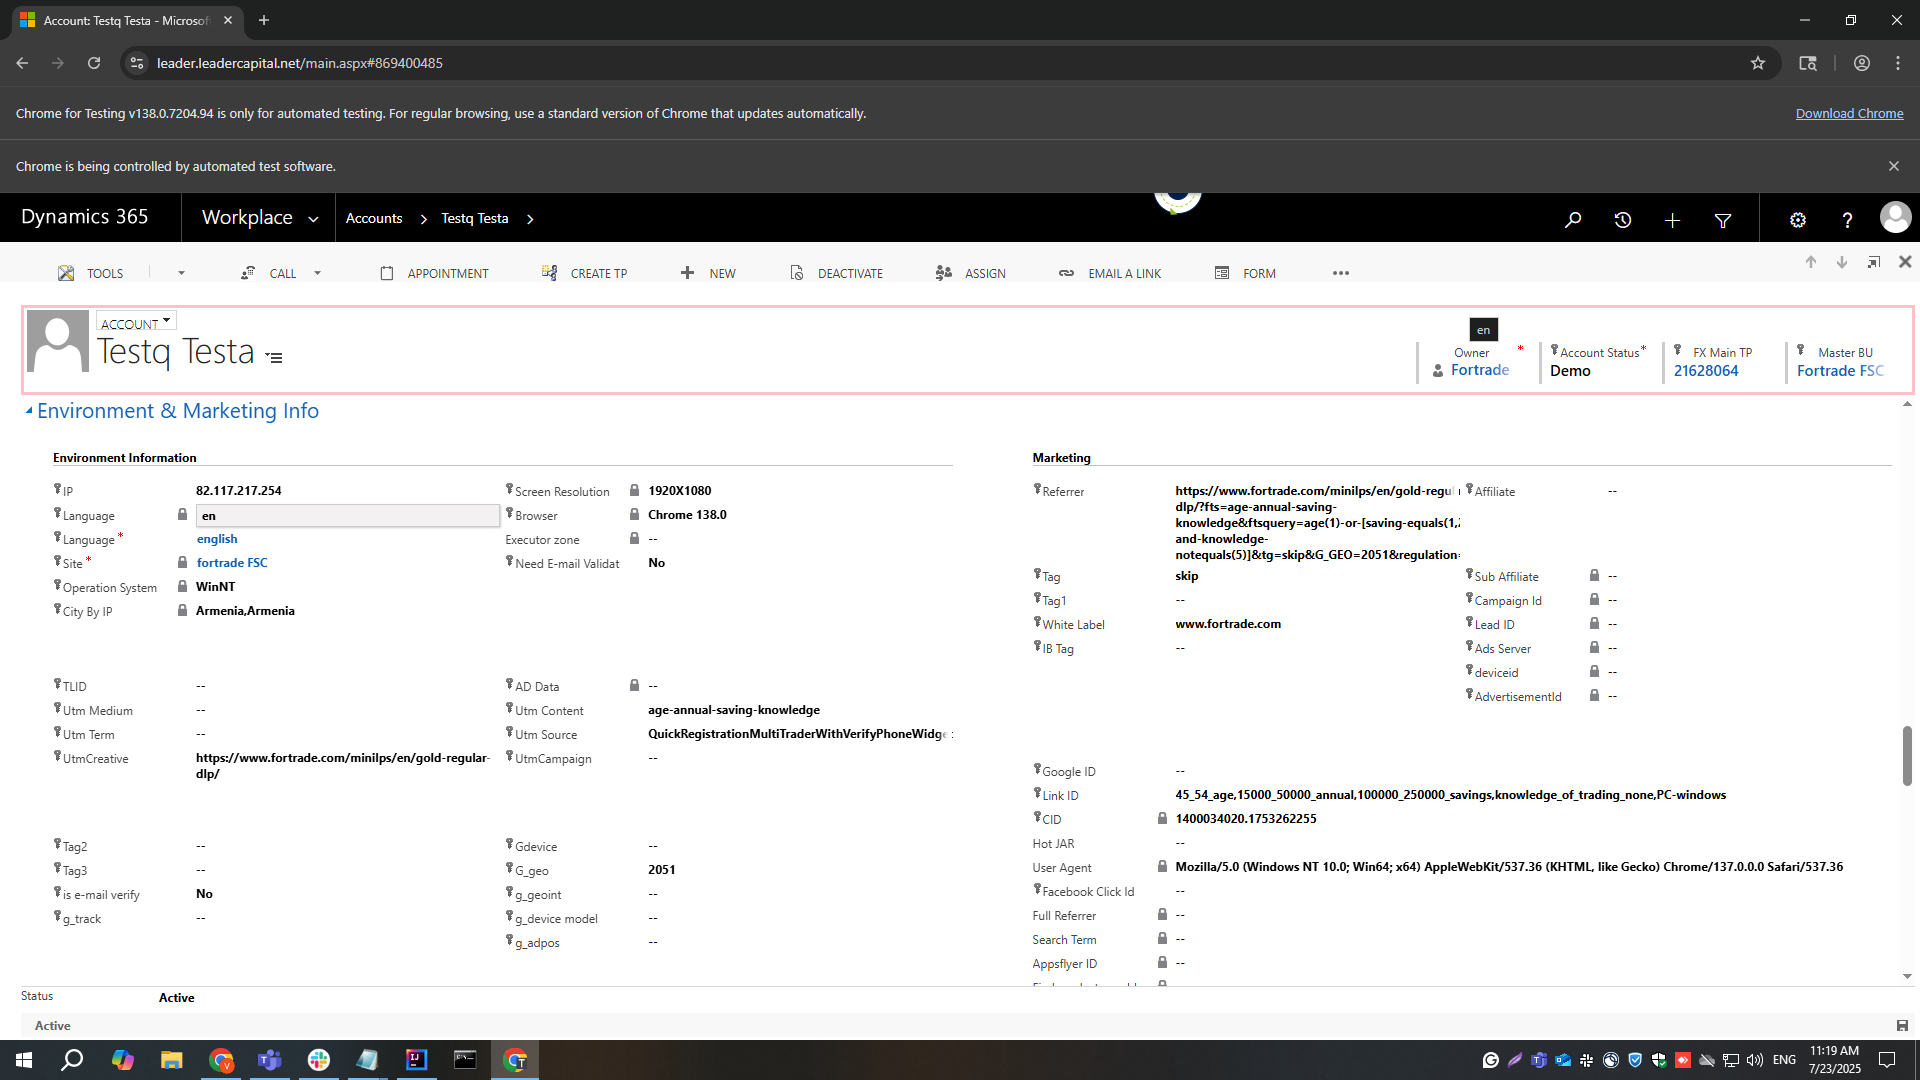 Account: Testq Testa - Microsof
leader.leadercapital.net/main.aspx#869400485
Chrome for Testing v138.0.7204.94 is only for automated testing. For regular browsing, use a standard version of Chrome that updates automatically.
Download Chrome
Chrome is being controlled by automated test software.
Dynamics 365
Workplace
Accounts
Testq Testa
TOOLS
CALL
APPOINTMENT
CREATE TP
NEW
DEACTIVATE
ASSIGN
EMAIL A LINK
FORM
ACCOUNT
Testq Testa
en
Owner *
Fortrade
Account Status *
Demo
FX Main TP
21628064
Master BU
Fortrade FSC
Environment & Marketing Info
Environment Information
IP 82.117.217.254
Language en
Language * english
Site * fortrade FSC
Operation System WinNT
City By IP Armenia,Armenia
Screen Resolution 1920X1080
Browser Chrome 138.0
Executor zone --
Need E-mail Validat No
TLID --
Utm Medium --
Utm Term --
UtmCreative https://www.fortrade.com/minilps/en/gold-regular-
dlp/
AD Data --
Utm Content age-annual-saving-knowledge
Utm Source QuickRegistrationMultiTraderWithVerifyPhoneWidge
UtmCampaign --
Tag2 --
Tag3 --
is e-mail verify No
g_track --
Gdevice --
G_geo 2051
g_geoint --
g_device model --
g_adpos --
Marketing
Referrer https://www.fortrade.com/minilps/en/gold-regul
dlp/?fts=age-annual-saving-
knowledge&ftsquery=age(1)-or-[saving-equals(1,2
and-knowledge-
notequals(5)]&tg=skip&G_GEO=2051&regulation=
Tag skip
Tag1 --
White Label www.fortrade.com
IB Tag --
Affiliate --
Sub Affiliate --
Campaign Id --
Lead ID --
Ads Server --
deviceid --
AdvertisementId --
Google ID --
Link ID 45_54_age,15000_50000_annual,100000_250000_savings,knowledge_of_trading_none,PC-windows
CID 1400034020.1753262255
Hot JAR --
User Agent Mozilla/5.0 (Windows NT 10.0; Win64; x64) AppleWebKit/537.36 (KHTML, like Gecko) Chrome/137.0.0.0 Safari/537.36
Facebook Click Id --
Full Referrer --
Search Term --
Appsflyer ID --
Status Active
Active
ENG
11:19 AM
7/23/2025